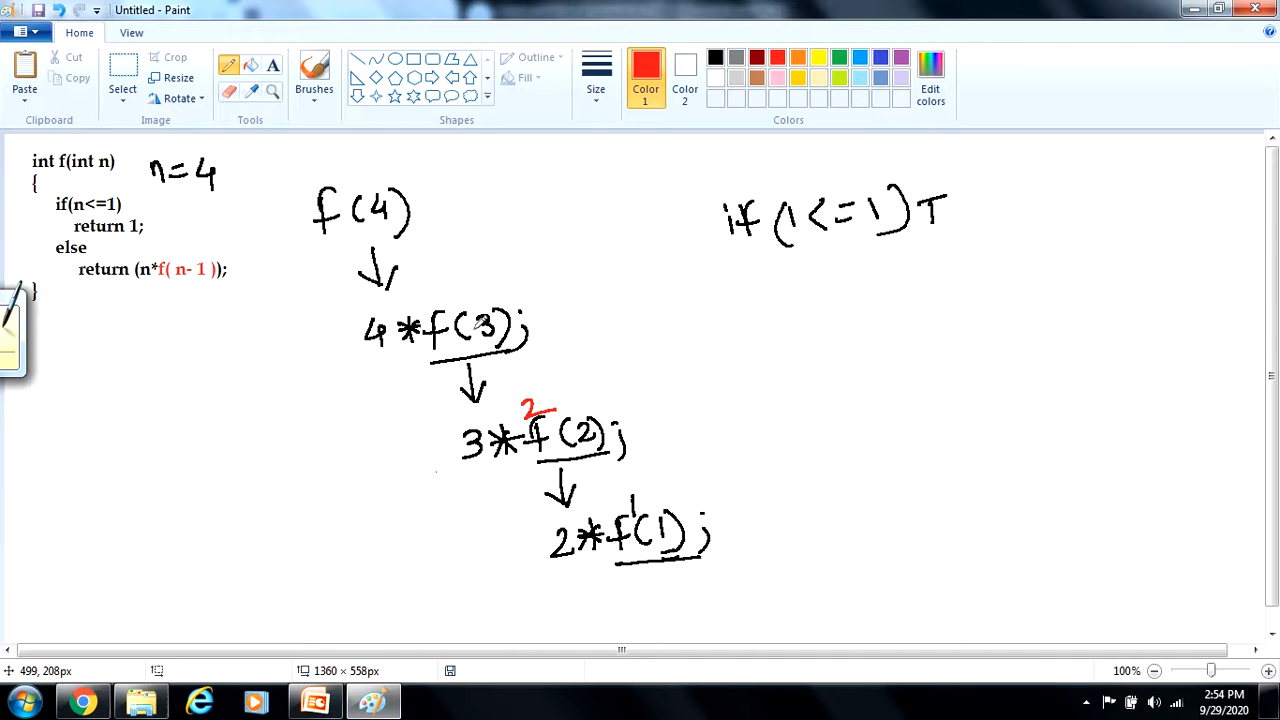 Untitled - Paint
Home View
Paste
Cut
Copy
Clipboard
Select
Crop
Resize
Rotate
Image
Tools
Brushes
Shapes
Outline
Fill
Size
Color 1
Color 2
Edit colors
Colors
int f(int n)
{
if(n<=1)
return 1;
else
return (n*f( n- 1 ));
}
n=4
f(4)
if(1<=1)T
4*f(3);
2
3*f(2);
1
2*f(1);
499, 208px
1360 × 558px
100%
2:54 PM
9/29/2020